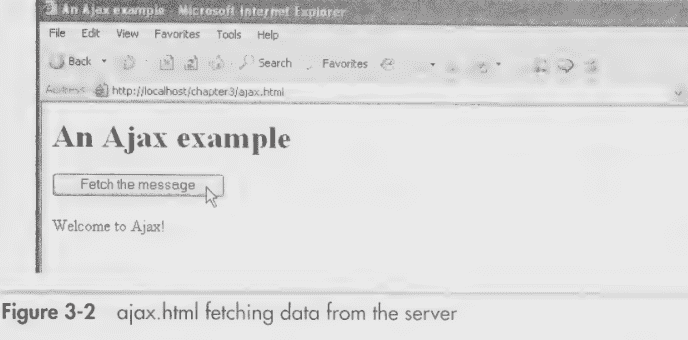 An Ajax example - Microsoft Internet Explorer
File Edit View Favorites Tools Help
Back Search Favorites
Address http://localhost/chapter3/ajax.html
An Ajax example
Fetch the message
Welcome to Ajax!
Figure 3-2 ajax.html fetching data from the server